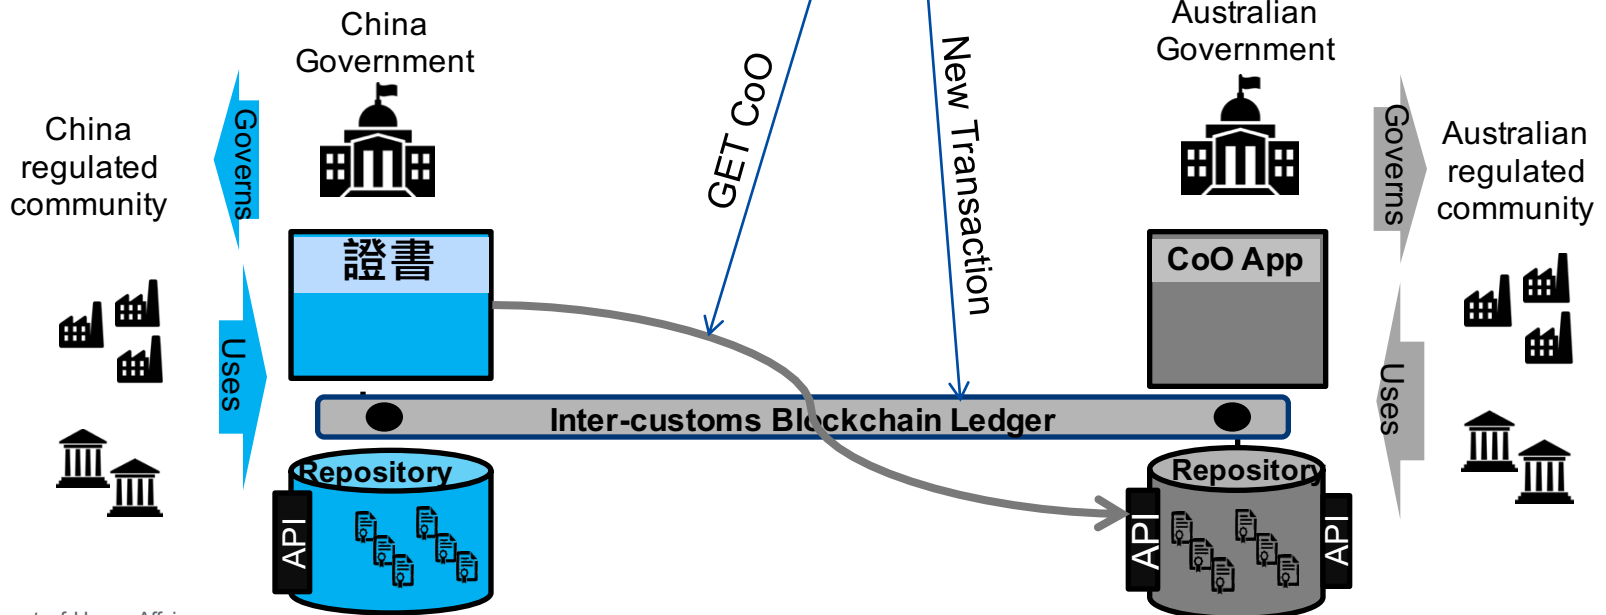 China
Government
Australian
Government
China
regulated
community
Governs
GET CoO
New Transaction
Governs
Australian
regulated
community
證書
CoO App
Uses
Uses
Inter-customs Blockchain Ledger
Repository
Repository
API
API
API